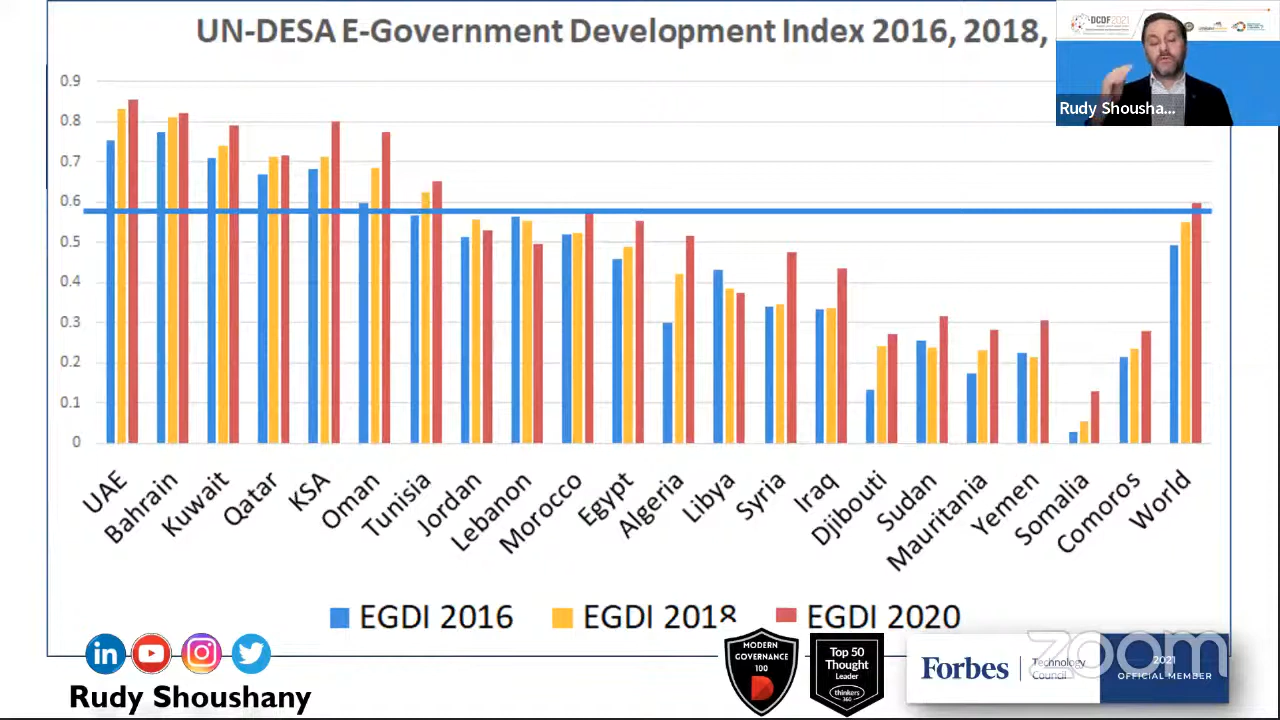 UN-DESA E-Government Development Index 2016, 2018,
DCDF2021
Rudy Shousha...
0.9
0.8
0.7
0.6
0.5
0.4
0.3
0.2
0.1
0
UAE
Bahrain
Kuwait
Qatar
KSA
Oman
Tunisia
Jordan
Lebanon
Morocco
Egypt
Algeria
Libya
Syria
Iraq
Djibouti
Sudan
Mauritania
Yemen
Somalia
Comoros
World
EGDI 2016
EGDI 2018
EGDI 2020
Rudy Shoushany
MODERN
GOVERNANCE
100
Top 50
Thought
Leader
thinkers
360
Forbes
Technology
Council
2021
OFFICIAL MEMBER
zoom